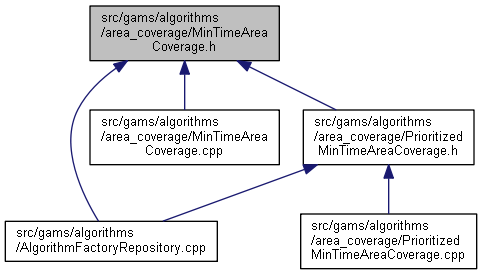 src/gams/algorithms
/area_coverage/MinTimeArea
Coverage.h
src/gams/algorithms
/area_coverage/MinTimeArea
Coverage.cpp
src/gams/algorithms
/area_coverage/Prioritized
MinTimeAreaCoverage.h
src/gams/algorithms
/AlgorithmFactoryRepository.cpp
src/gams/algorithms
/area_coverage/Prioritized
MinTimeAreaCoverage.cpp